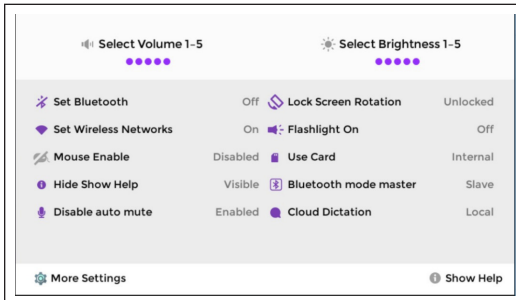 Select Volume 1-5
Select Brightness 1-5
Set Bluetooth Off
Lock Screen Rotation Unlocked
Set Wireless Networks On
Flashlight On Off
Mouse Enable Disabled
Use Card Internal
Hide Show Help Visible
Bluetooth mode master Slave
Disable auto mute Enabled
Cloud Dictation Local
More Settings
Show Help